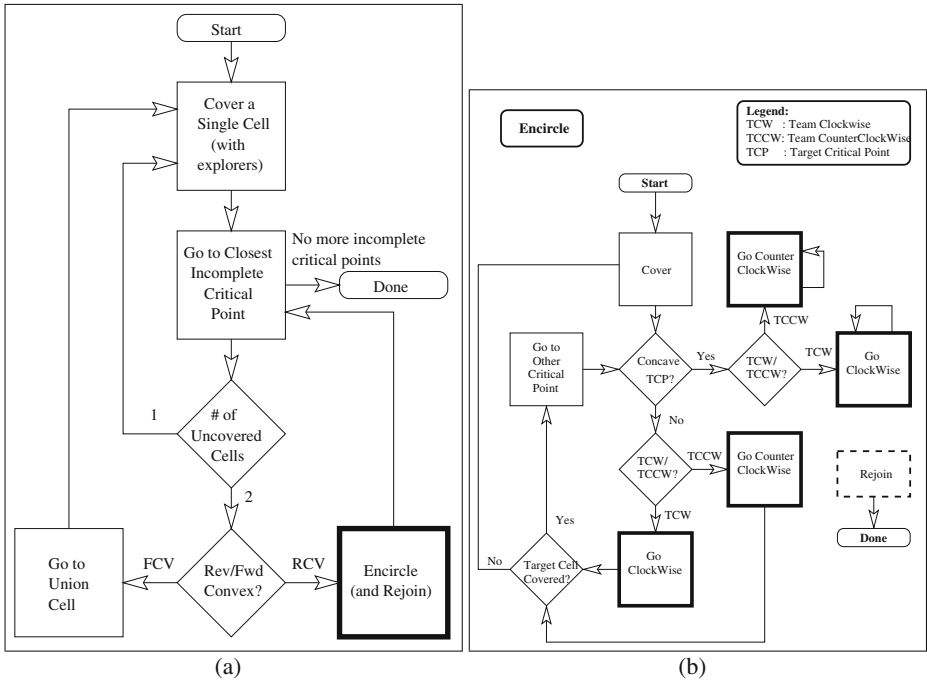 Start
Cover a
Single Cell
(with
explorers)
Go to Closest
Incomplete
Critical
Point
No more incomplete
critical points
Done
1
# of
Uncovered
Cells
2
Go to
Union
Cell
FCV
Rev/Fwd
Convex?
RCV
Encircle
(and Rejoin)
(a)
Encircle
Legend:
TCW : Team Clockwise
TCCW: Team CounterClockWise
TCP : Target Critical Point
Start
Cover
Go Counter
ClockWise
TCCW
Go to
Other
Critical
Point
Concave
TCP?
Yes
TCW/
TCCW?
TCW
Go
ClockWise
No
TCW/
TCCW?
TCCW
Go Counter
ClockWise
Rejoin
Done
TCW
Yes
No
Target Cell
Covered?
Go
ClockWise
(b)